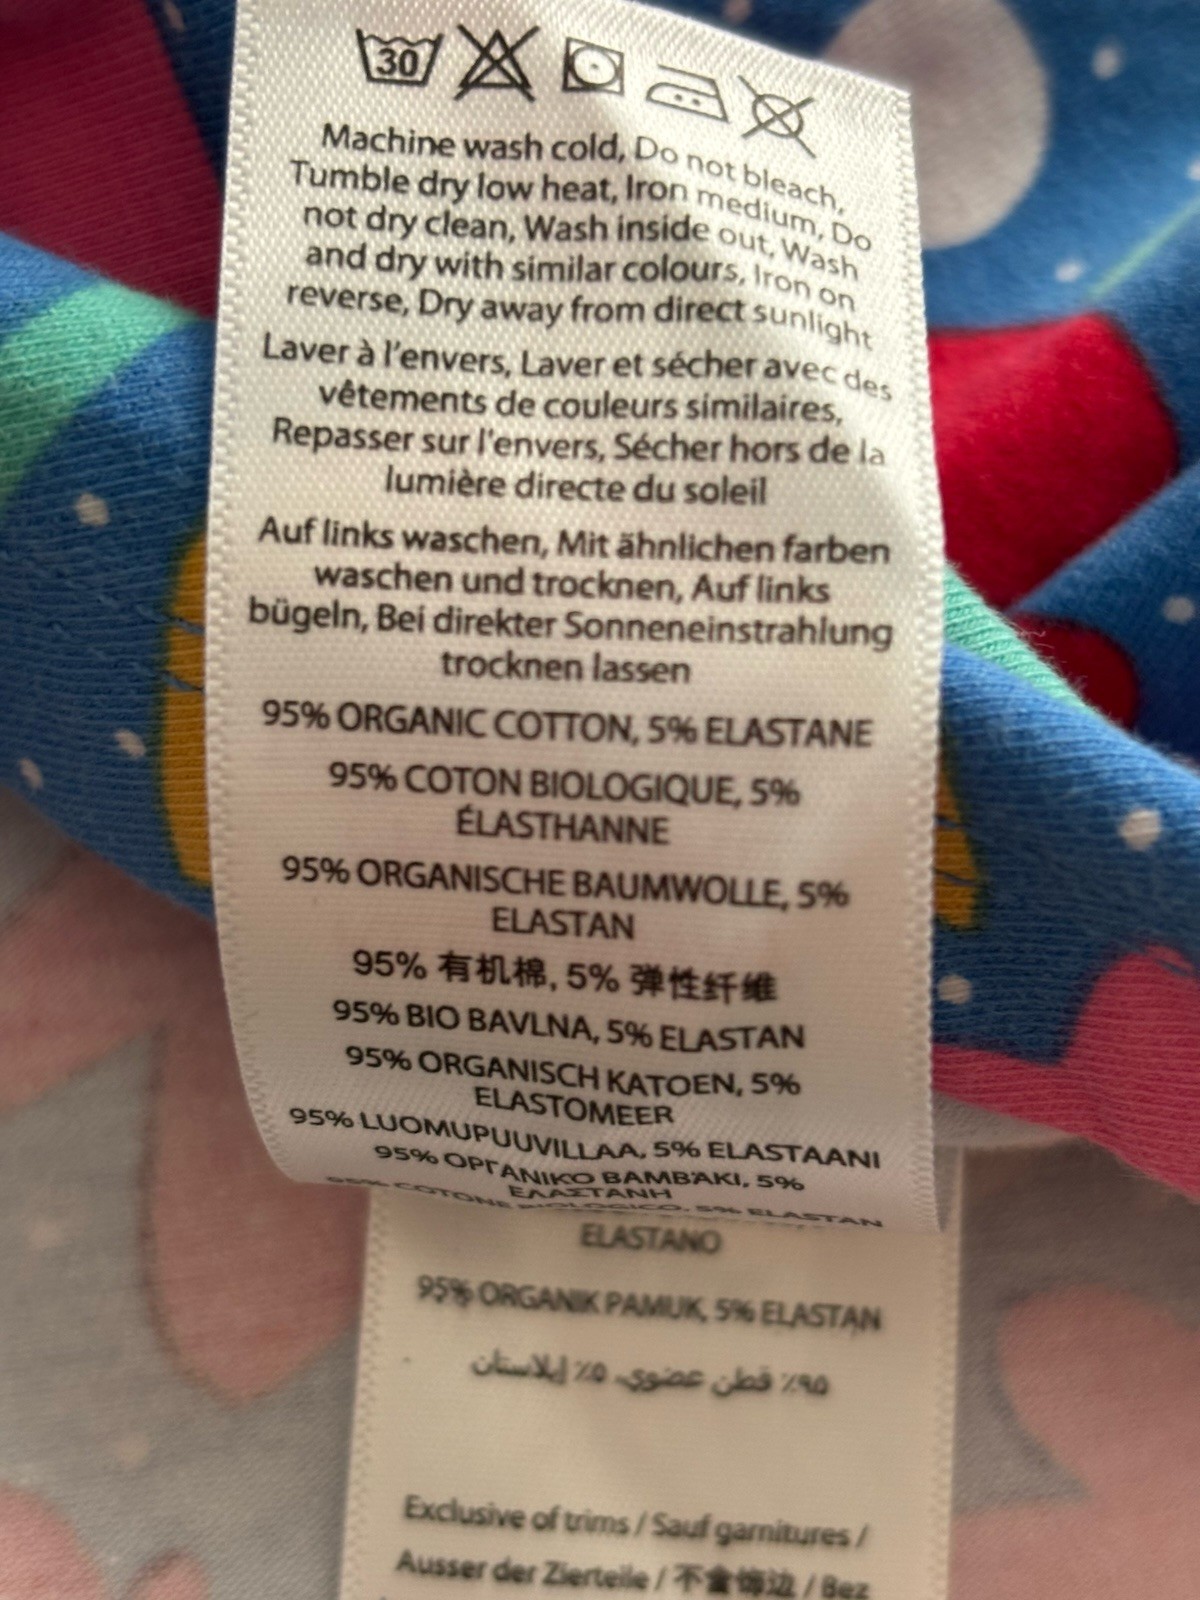 30
Machine wash cold, Do not bleach,
Tumble dry low heat, Iron medium, Do
not dry clean, Wash inside out, Wash
and dry with similar colours, Iron on
reverse, Dry away from direct sunlight
Laver à l'envers, Laver et sécher avec des
vêtements de couleurs similaires,
Repasser sur l'envers, Sécher hors de la
lumière directe du soleil
Auf links waschen, Mit ähnlichen farben
waschen und trocknen, Auf links
bügeln, Bei direkter Sonneneinstrahlung
trocknen lassen
95% ORGANIC COTTON, 5% ELASTANE
95% COTON BIOLOGIQUE, 5%
ÉLASTHANNE
95% ORGANISCHE BAUMWOLLE, 5%
ELASTAN
95% 有机棉, 5% 弹性纤维
95% BIO BAVLNA, 5% ELASTAN
95% ORGANISCH KATOEN, 5%
ELASTOMEER
95% LUOMUPUUVILLAA, 5% ELASTAANI
95% ΟΡΓΑΝΙΚΟ ΒΑΜΒΑΚΙ, 5%
ΕΛΑΣΤΑΝΗ
95% COTONE BIOLOGICO, 5% ELASTAN
ELASTANO
95% ORGANIK PAMUK, 5% ELASTAN
٩٥٪ قطن عضوي، ٥٪ إيلاستان
Exclusive of trims / Sauf garnitures /
Ausser der Zierteile / 不含饰边 / Bez